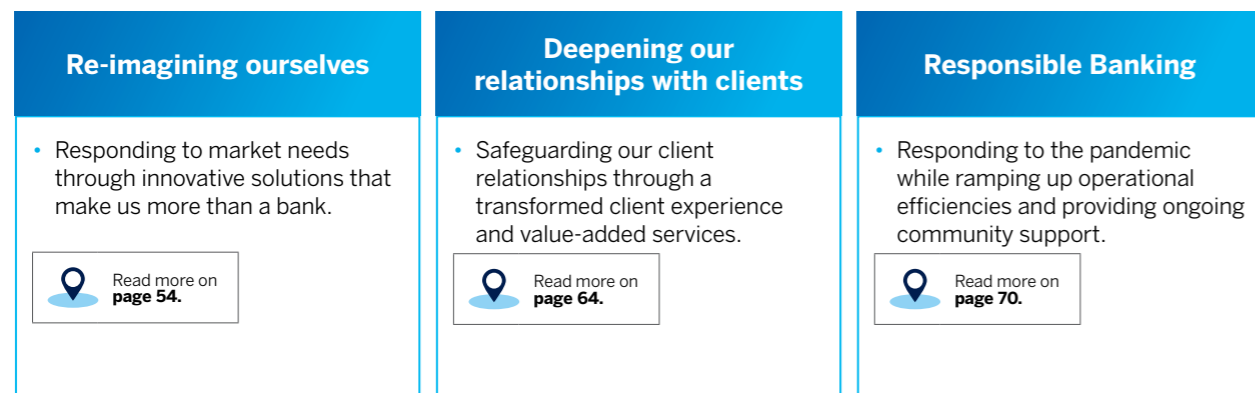 Re-imagining ourselves
• Responding to market needs
through innovative solutions that
make us more than a bank.
Read more on
page 54.
Deepening our
relationships with clients
• Safeguarding our client
relationships through a
transformed client experience
and value-added services.
Read more on
page 64.
Responsible Banking
• Responding to the pandemic
while ramping up operational
efficiencies and providing ongoing
community support.
Read more on
page 70.